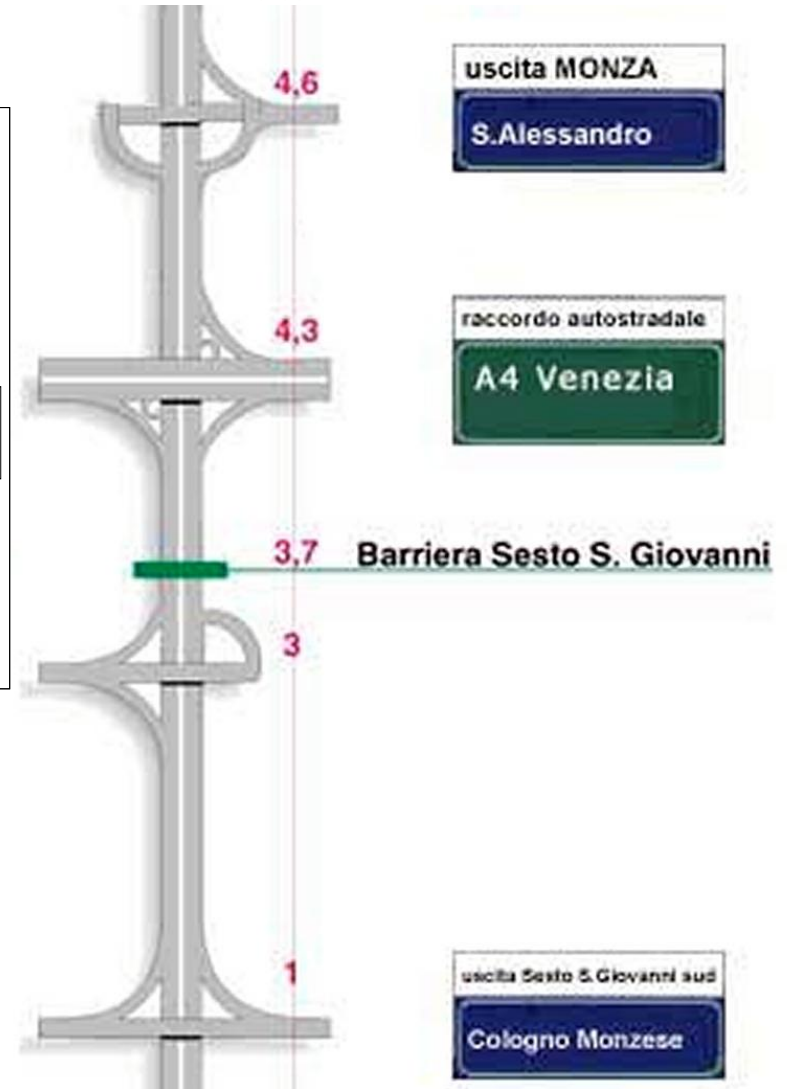 4,6
uscita MONZA
S.Alessandro
4,3
raccordo autostradale
A4 Venezia
3,7 Barriera Sesto S. Giovanni
3
1
uscita Sesto S.Giovanni sud
Cologno Monzese